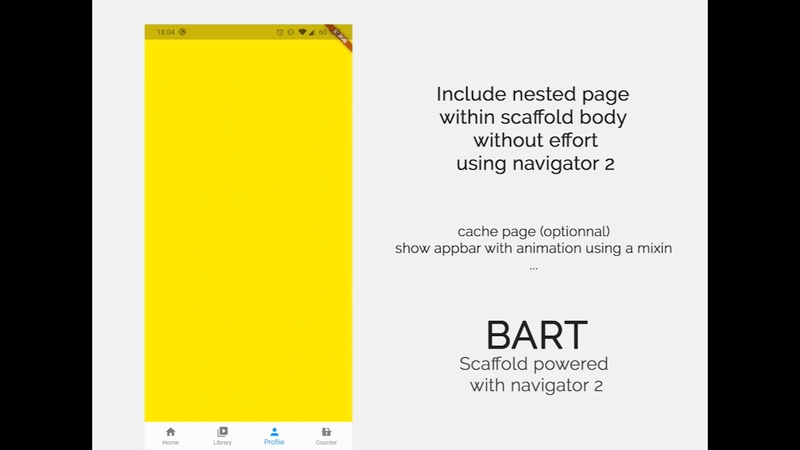 18:04
60
Include nested page
within scaffold body
without effort
using navigator 2
cache page (optionnal)
show appbar with animation using a mixin
...
BART
Scaffold powered
with navigator 2
Home
Library
Profile
Counter